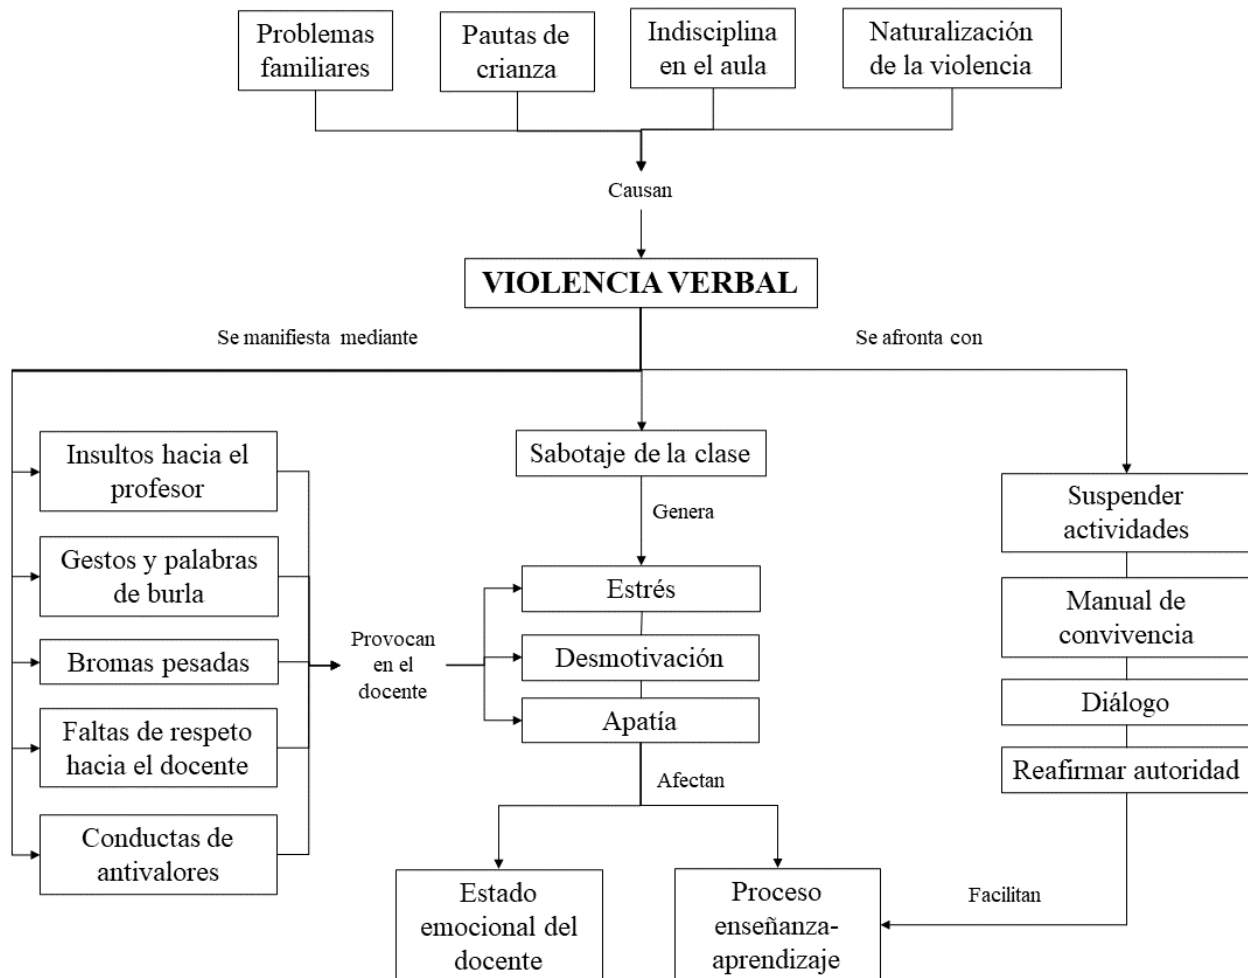 Problemas
familiares
Pautas de
crianza
Indisciplina
en el aula
Naturalización
de la violencia
Causan
VIOLENCIA VERBAL
Se manifiesta mediante
Se afronta con
Insultos hacia el
profesor
Sabotaje de la clase
Suspender
actividades
Genera
Gestos y palabras
de burla
Estrés
Manual de
convivencia
Bromas pesadas
Provocan
en el
docente
Desmotivación
Diálogo
Faltas de respeto
hacia el docente
Apatía
Reafirmar autoridad
Afectan
Conductas de
antivalores
Estado
emocional del
docente
Proceso
enseñanza-
aprendizaje
Facilitan